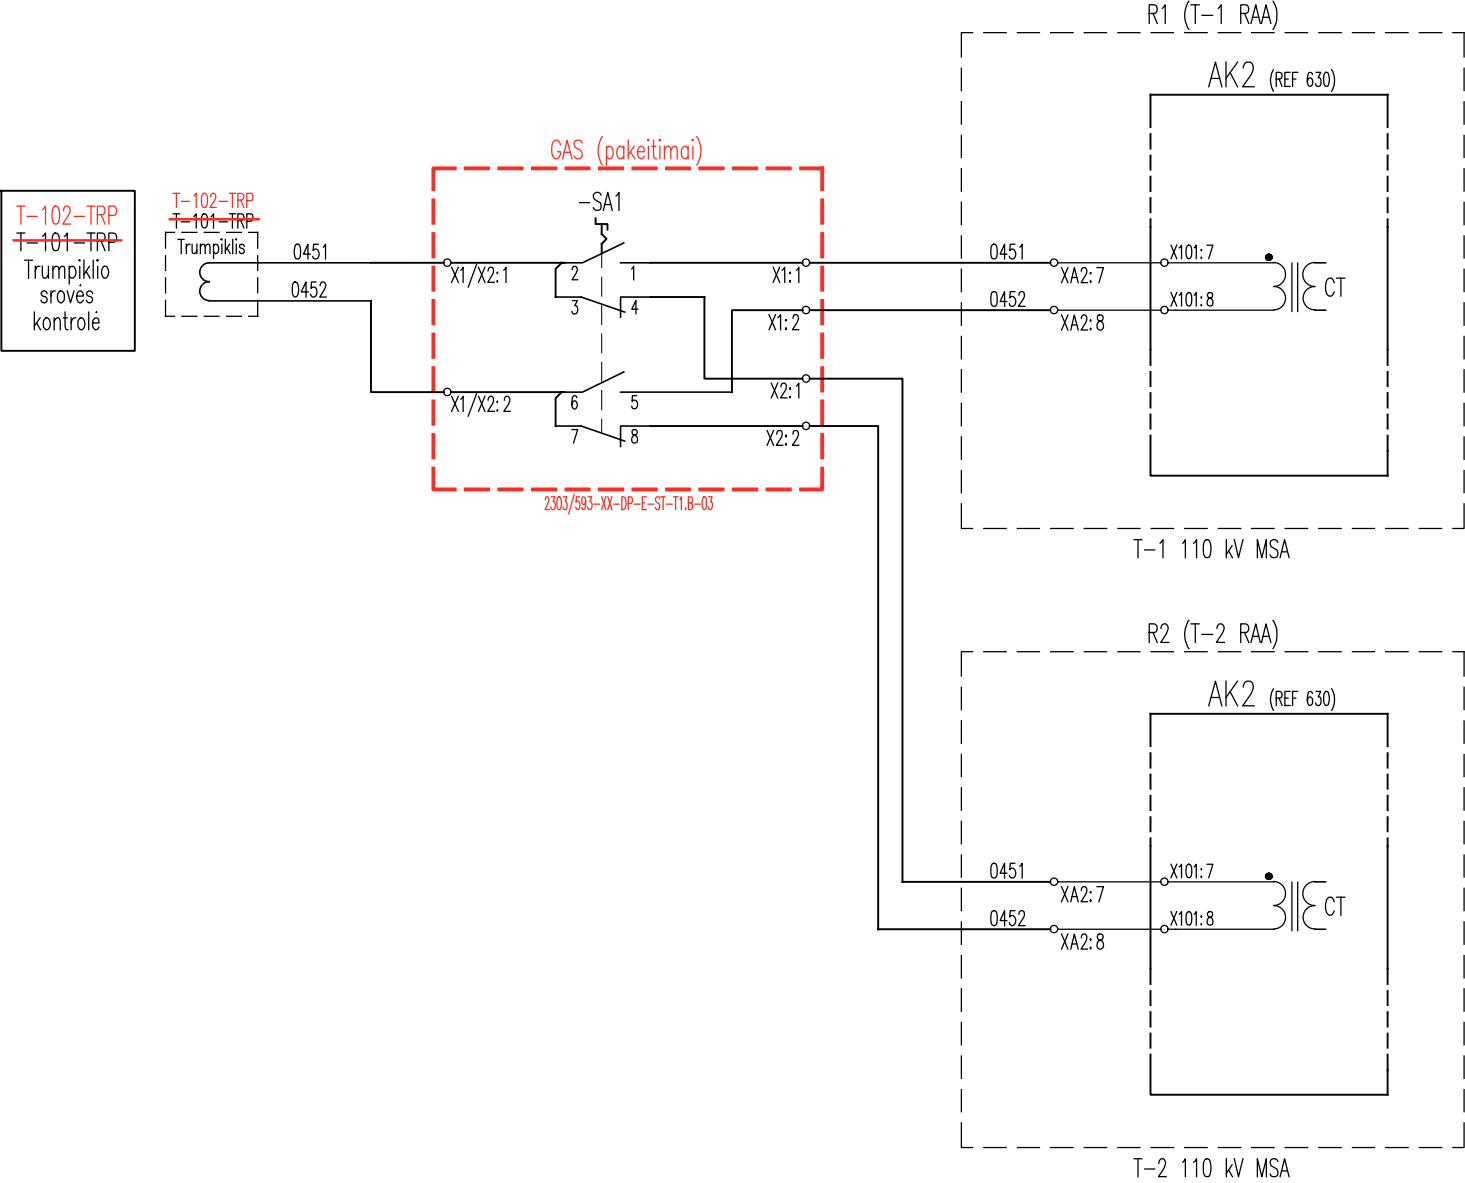 R1 (T-1 RAA)
AK2 (REF 630)
GAS (pakeitimai)
-SA1
T-102-TRP
T-101-TRP
Trumpiklio
srovės
kontrolė
T-102-TRP
T-101-TRP
Trumpiklis
0451
0452
X1/X2:1
2
1
X1:1
3
4
X1:2
X2:1
X1/X2:2
6
5
7
8
X2:2
2303/593-XX-DP-E-ST-T1.B-03
0451
XA2:7
X101:7
0452
XA2:8
X101:8
CT
T-1 110 kV MSA
R2 (T-2 RAA)
AK2 (REF 630)
0451
XA2:7
X101:7
0452
XA2:8
X101:8
CT
T-2 110 kV MSA